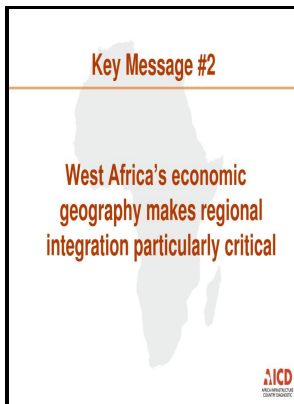 Key Message #2
West Africa's economic
geography makes regional
integration particularly critical
AICD
AFRICA INFRASTRUCTURE
COUNTRY DIAGNOSTIC